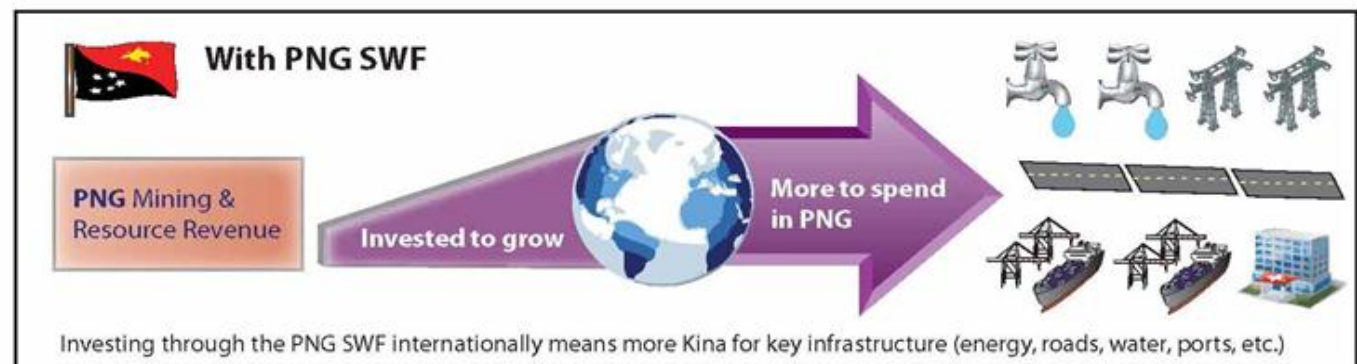 With PNG SWF
PNG Mining &
Resource Revenue
Invested to grow
More to spend
in PNG
Investing through the PNG SWF internationally means more Kina for key infrastructure (energy, roads, water, ports, etc.)